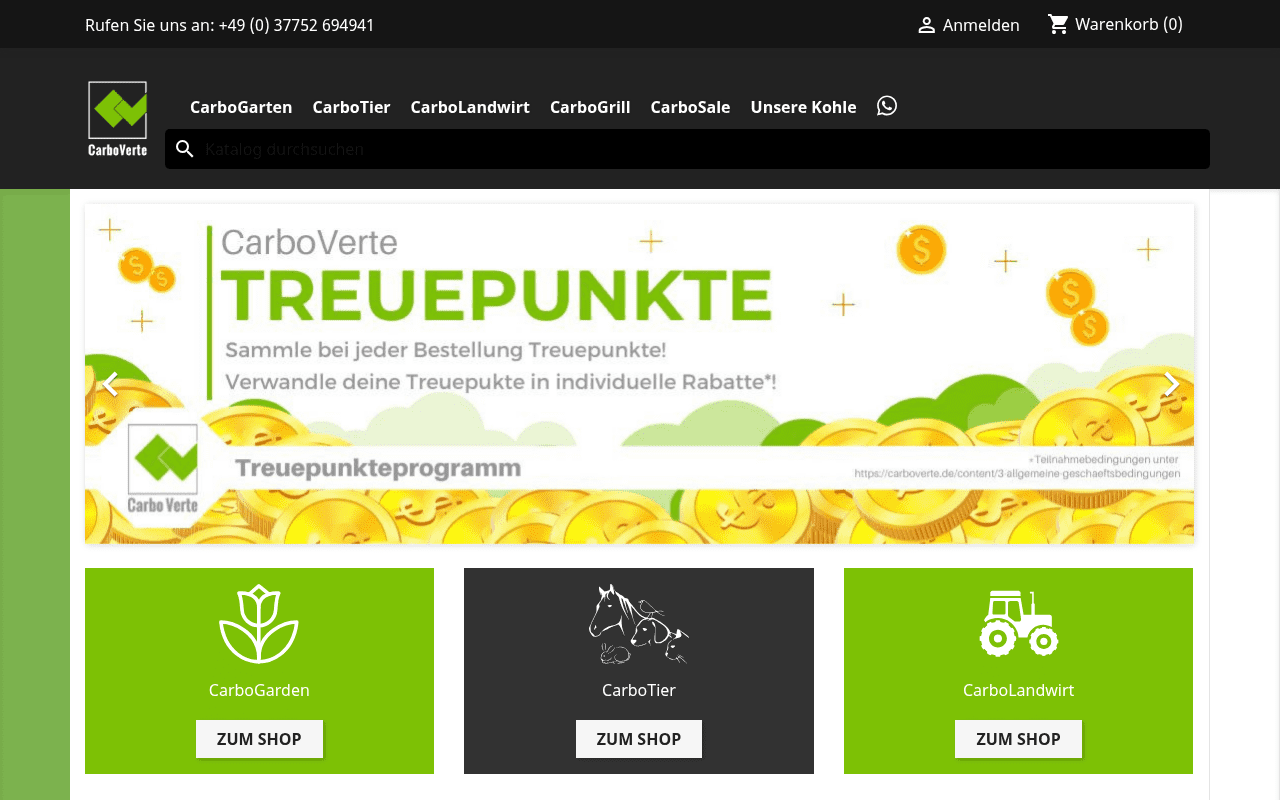 Rufen Sie uns an: +49 (0) 37752 694941
Anmelden
Warenkorb (0)
CarboVerte
CarboGarten CarboTier CarboLandwirt CarboGrill CarboSale Unsere Kohle
Katalog durchsuchen
CarboVerte
TREUEPUNKTE
Sammle bei jeder Bestellung Treuepunkte!
Verwandle deine Treuepukte in individuelle Rabatte*!
Carbo Verte
Treuepunkteprogramm
*Teilnahmebedingungen unter
https://carboverte.de/content/3-allgemeine-geschaeftsbedingungen
CarboGarden
ZUM SHOP
CarboTier
ZUM SHOP
CarboLandwirt
ZUM SHOP